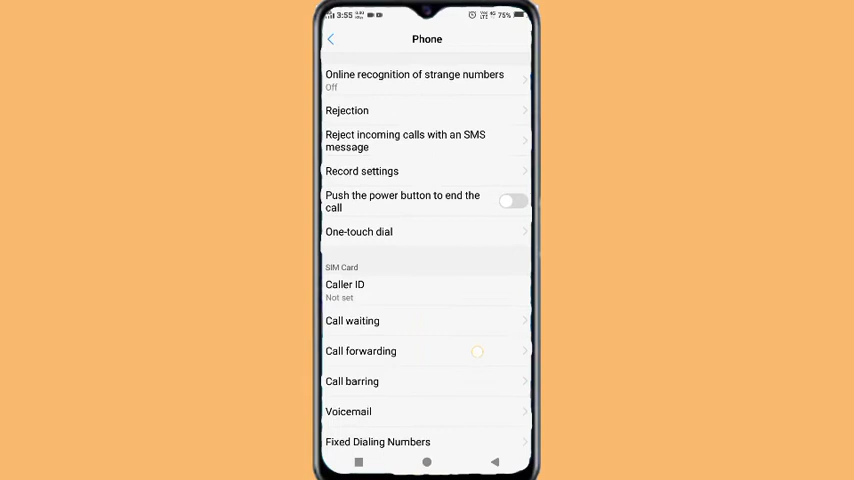 3:55
75%
Phone
Online recognition of strange numbers
Off
Rejection
Reject incoming calls with an SMS
message
Record settings
Push the power button to end the
call
One-touch dial
SIM Card
Caller ID
Not set
Call waiting
Call forwarding
Call barring
Voicemail
Fixed Dialing Numbers